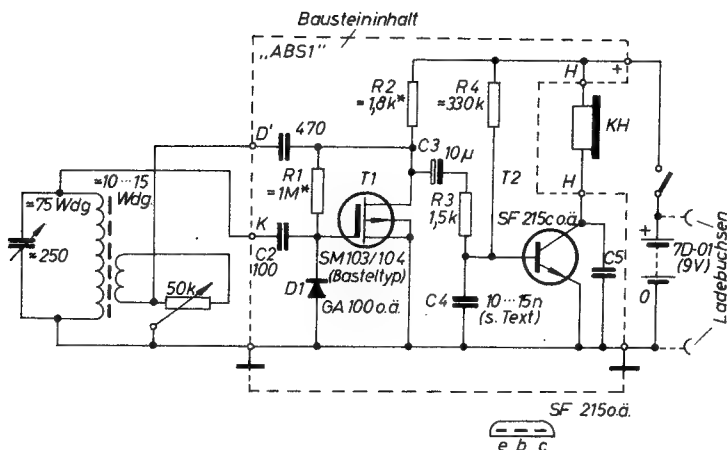 Bausteininhalt
„ABS1"
R2
≈1,8k*
R4
≈330k
H
+
D'
470
C3
10µ
KH
≈10···15
Wdg.
≈75 Wdg
R1
≈1M*
T1
T2
R3
1,5k
H
K
≈250
C2
100
SM103/104
(Basteltyp)
SF 215c o.ä.
C5
+
7D-01
(9V)
50k
D1
GA 100 o.ä.
C4
10···15n
(s. Text)
0
Ladebuchsen
SF 215 o.ä.
e b c